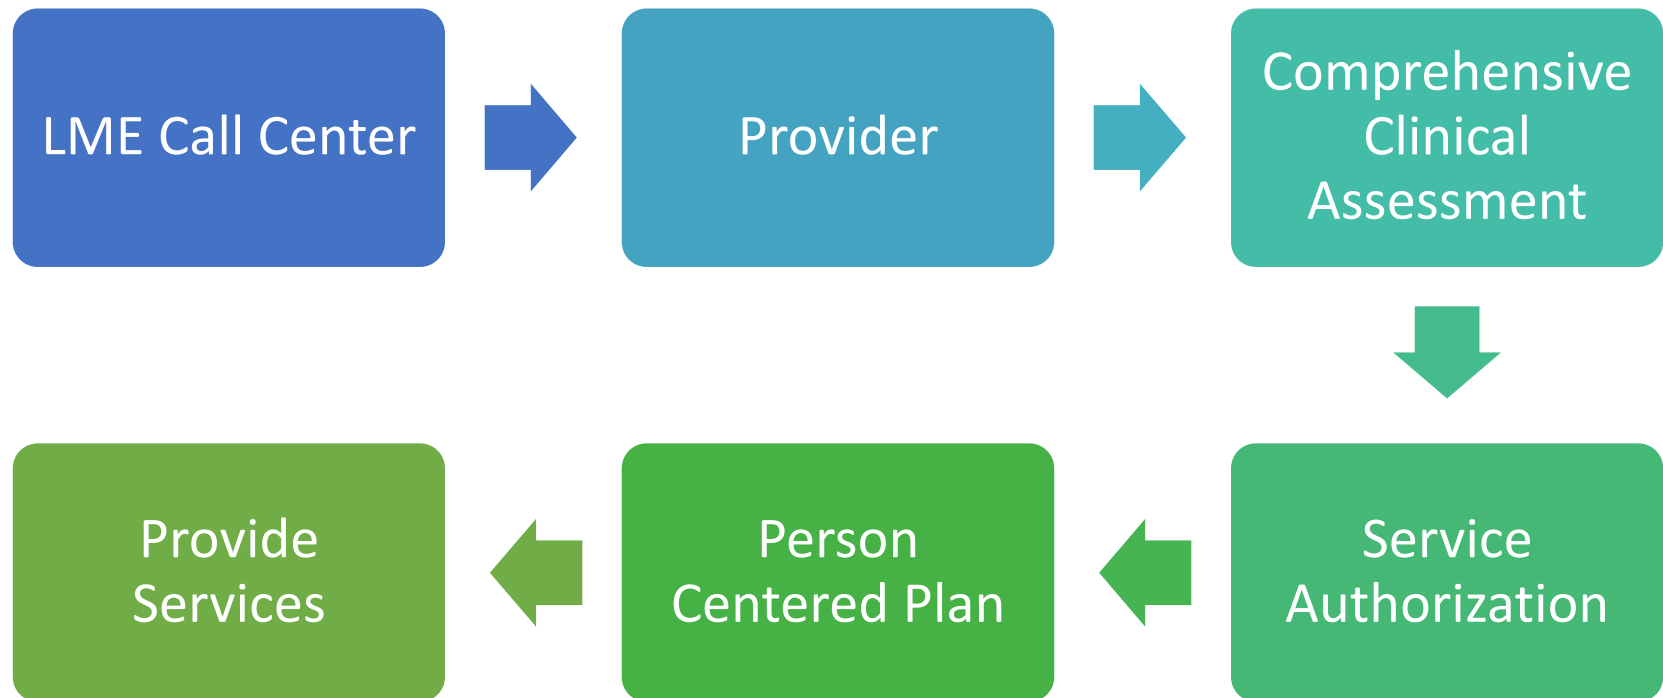 LME Call Center
Provider
Comprehensive
Clinical
Assessment
Service
Authorization
Person
Centered Plan
Provide
Services